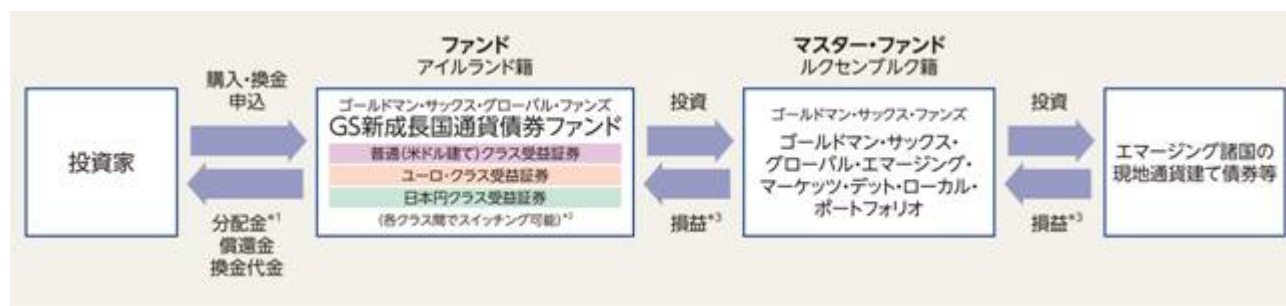 投資家
購入・換金
申込
分配金*1
償還金
換金代金
ファンド
アイルランド籍
ゴールドマン・サックス・グローバル・ファンズ
GS新成長国通貨債券ファンド
普通(米ドル建て)クラス受益証券
ユーロ・クラス受益証券
日本円クラス受益証券
(各クラス間でスイッチング可能)*2
投資
損益*3
マスター・ファンド
ルクセンブルク籍
ゴールドマン・サックス・ファンズ
ゴールドマン・サックス・
グローバル・エマージング・
マーケッツ・デット・ローカル・
ポートフォリオ
投資
損益*3
エマージング諸国の
現地通貨建て債券等